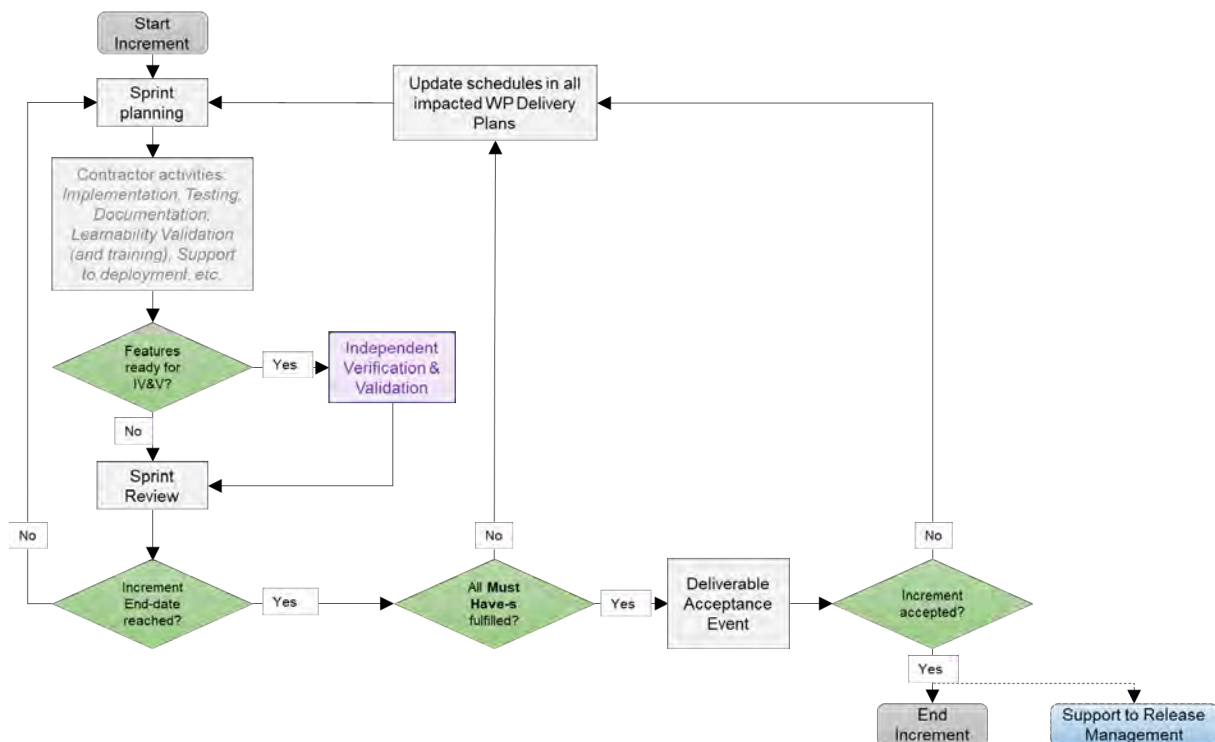 Start
Increment
Sprint
planning
Update schedules in all
impacted WP Delivery
Plans
Contractor activities:
Implementation, Testing,
Documentation,
Learnability Validation
(and training), Support
to deployment, etc.
Features
ready for
IV&V?
Yes
Independent
Verification &
Validation
No
Sprint
Review
No
No
No
Increment
End-date
reached?
Yes
All Must
Have-s
fulfilled?
Yes
Deliverable
Acceptance
Event
Increment
accepted?
Yes
End
Increment
Support to Release
Management